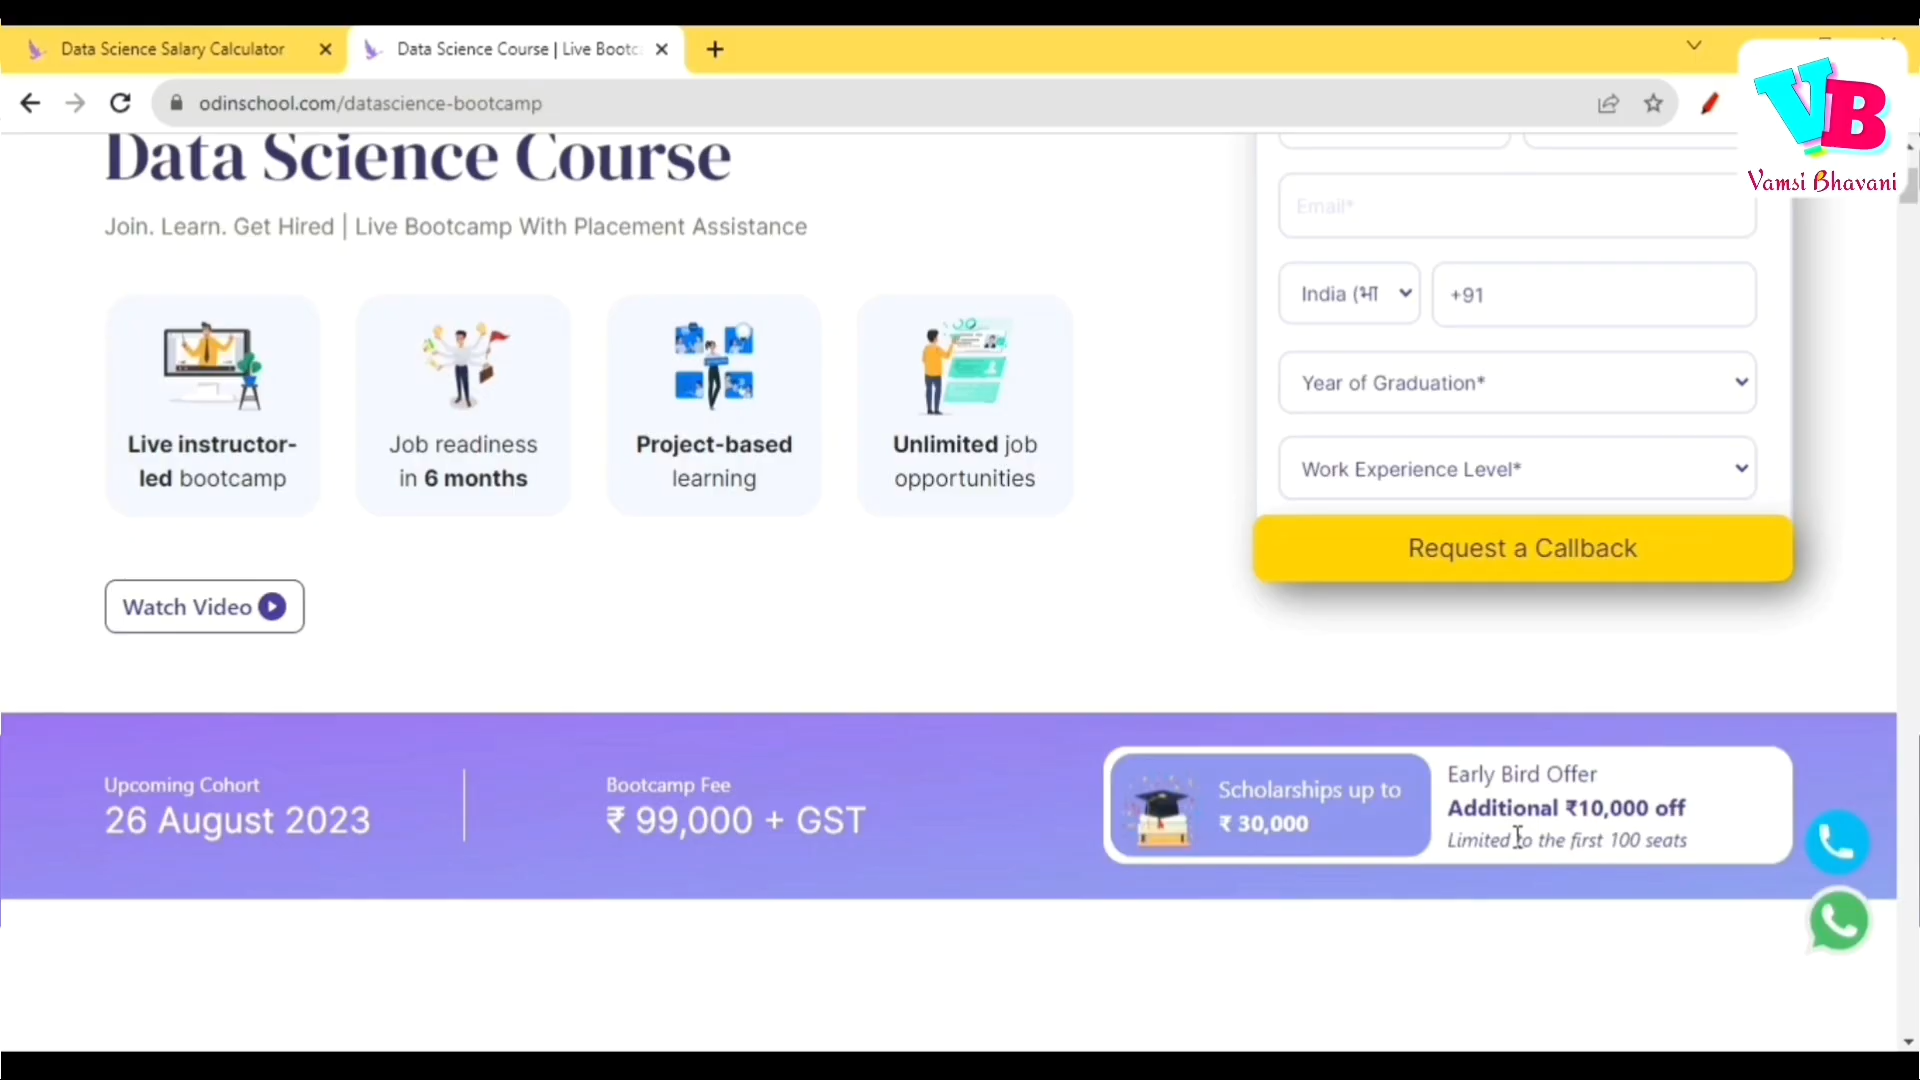 Data Science Salary Calculator
Data Science Course | Live Bootc
odinschool.com/datascience-bootcamp
VB
Vamsi Bhavani
Data Science Course
Join. Learn. Get Hired | Live Bootcamp With Placement Assistance
Live instructor-
led bootcamp
Job readiness
in 6 months
Project-based
learning
Unlimited job
opportunities
Watch Video
Email*
India (भा
+91
Year of Graduation*
Work Experience Level*
Request a Callback
Upcoming Cohort
26 August 2023
Bootcamp Fee
₹ 99,000 + GST
Scholarships up to
₹ 30,000
Early Bird Offer
Additional ₹10,000 off
Limited to the first 100 seats